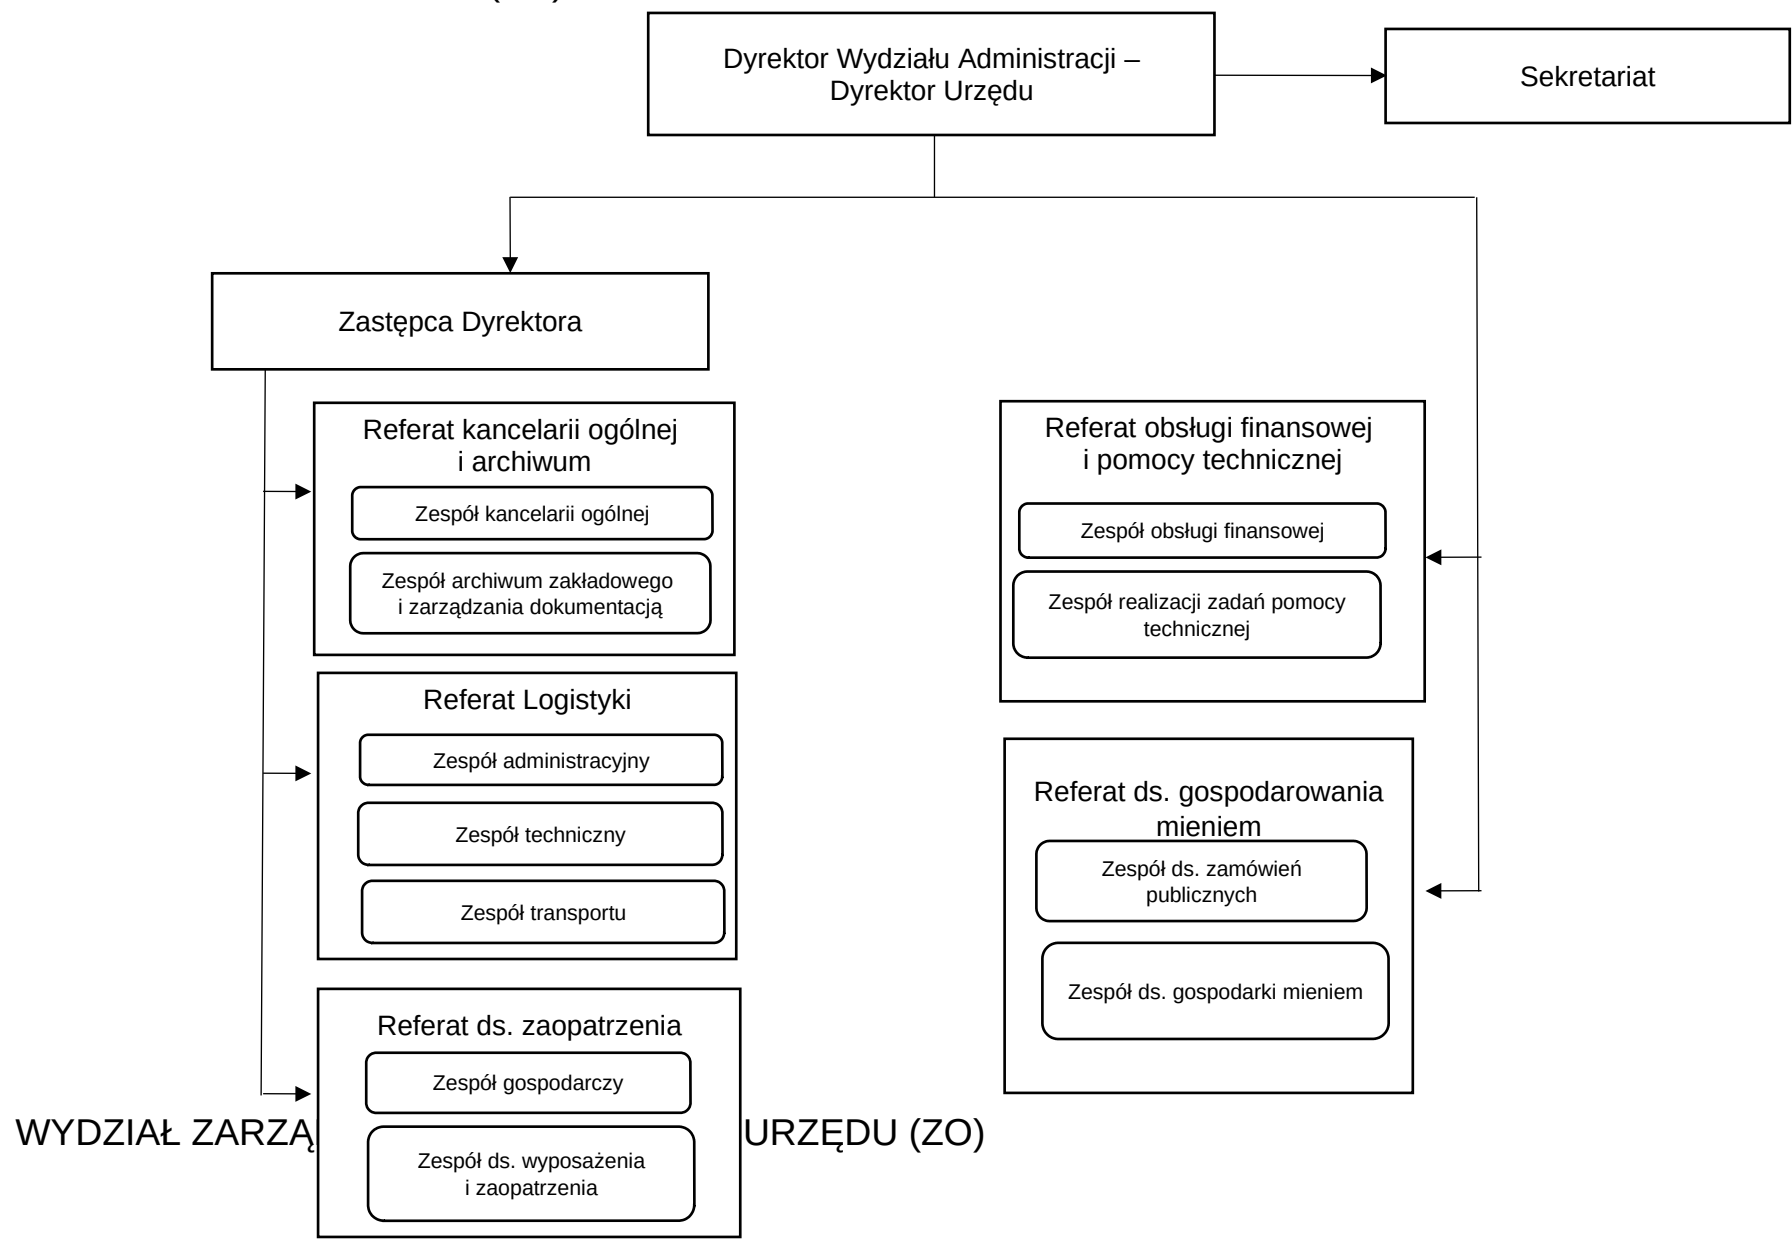 Dyrektor Wydziału Administracji –
Dyrektor Urzędu
Sekretariat
Zastępca Dyrektora
Referat kancelarii ogólnej
i archiwum
Zespół kancelarii ogólnej
Zespół archiwum zakładowego
i zarządzania dokumentacją
Referat Logistyki
Zespół administracyjny
Zespół techniczny
Zespół transportu
Referat ds. zaopatrzenia
Zespół gospodarczy
Zespół ds. wyposażenia
i zaopatrzenia
Referat obsługi finansowej
i pomocy technicznej
Zespół obsługi finansowej
Zespół realizacji zadań pomocy
technicznej
Referat ds. gospodarowania
mieniem
Zespół ds. zamówień
publicznych
Zespół ds. gospodarki mieniem
WYDZIAŁ ZARZĄ URZĘDU (ZO)